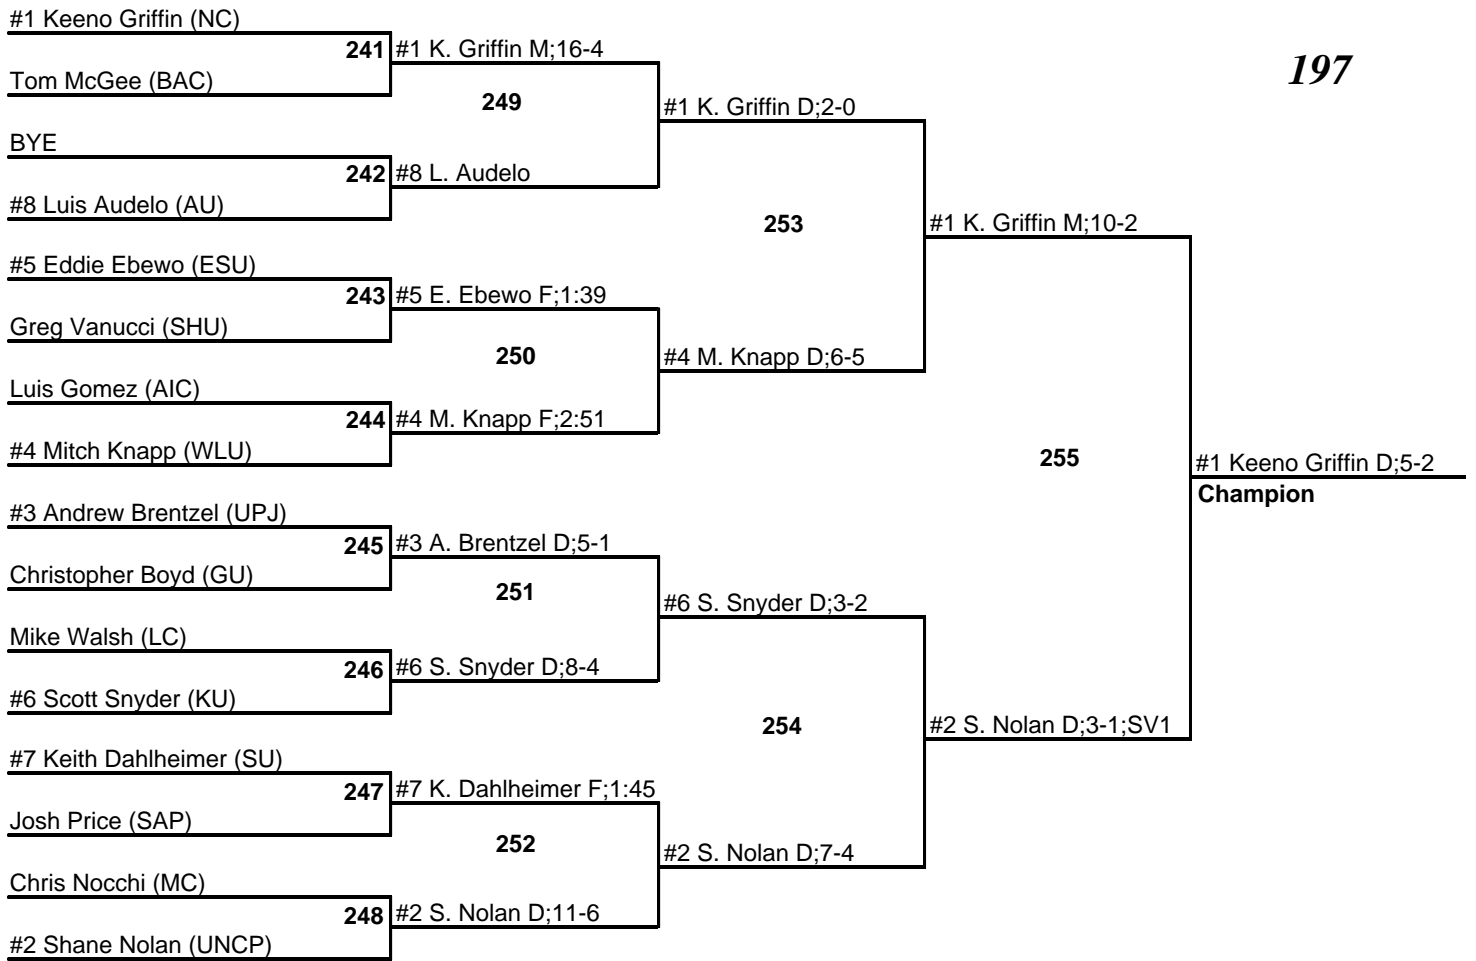 #1 Keeno Griffin (NC)
241 #1 K. Griffin M;16-4
197
Tom McGee (BAC)
249
#1 K. Griffin D;2-0
BYE
242 #8 L. Audelo
#8 Luis Audelo (AU)
253
#1 K. Griffin M;10-2
#5 Eddie Ebewo (ESU)
243 #5 E. Ebewo F;1:39
Greg Vanucci (SHU)
250
#4 M. Knapp D;6-5
Luis Gomez (AIC)
244 #4 M. Knapp F;2:51
#4 Mitch Knapp (WLU)
255
#1 Keeno Griffin D;5-2
Champion
#3 Andrew Brentzel (UPJ)
245 #3 A. Brentzel D;5-1
Christopher Boyd (GU)
251
#6 S. Snyder D;3-2
Mike Walsh (LC)
246 #6 S. Snyder D;8-4
#6 Scott Snyder (KU)
254
#2 S. Nolan D;3-1;SV1
#7 Keith Dahlheimer (SU)
247 #7 K. Dahlheimer F;1:45
Josh Price (SAP)
252
#2 S. Nolan D;7-4
Chris Nocchi (MC)
248 #2 S. Nolan D;11-6
#2 Shane Nolan (UNCP)